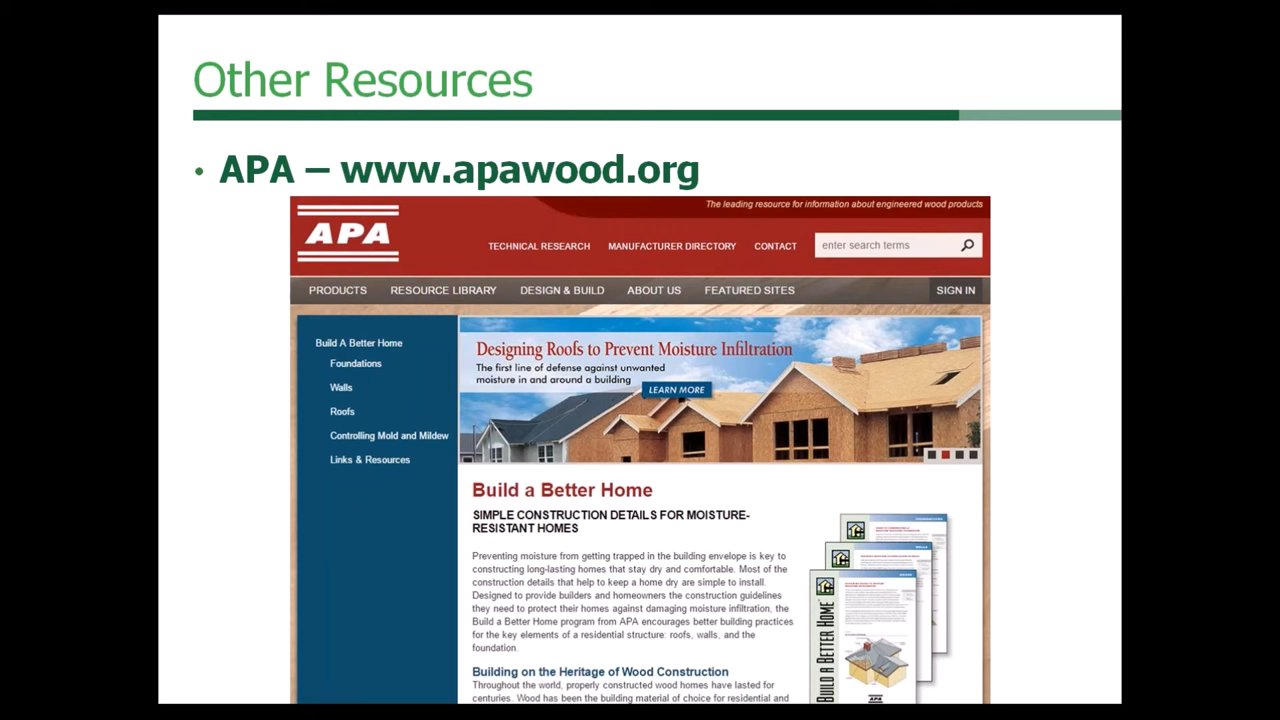 Other Resources
• APA – www.apawood.org
The leading resource for information about engineered wood products
APA
TECHNICAL RESEARCH MANUFACTURER DIRECTORY CONTACT enter search terms
PRODUCTS RESOURCE LIBRARY DESIGN & BUILD ABOUT US FEATURED SITES SIGN IN
Build A Better Home
Foundations
Walls
Roofs
Controlling Mold and Mildew
Links & Resources
Designing Roofs to Prevent Moisture Infiltration
The first line of defense against unwanted
moisture in and around a building
LEARN MORE
Build a Better Home
SIMPLE CONSTRUCTION DETAILS FOR MOISTURE-
RESISTANT HOMES
Preventing moisture from getting trapped in the building envelope is key to
constructing long-lasting homes that stay dry and comfortable. Most of the
construction details that help to keep a home dry are simple to install.
Designed to provide builders and homeowners the construction guidelines
they need to protect their homes against damaging moisture infiltration, the
Build a Better Home program from APA encourages better building practices
for the key elements of a residential structure: roofs, walls, and the
foundation.
Building on the Heritage of Wood Construction
Throughout the world, properly constructed wood homes have lasted for
centuries. Wood has been the building material of choice for residential and
BUILD A BETTER HOME
APA